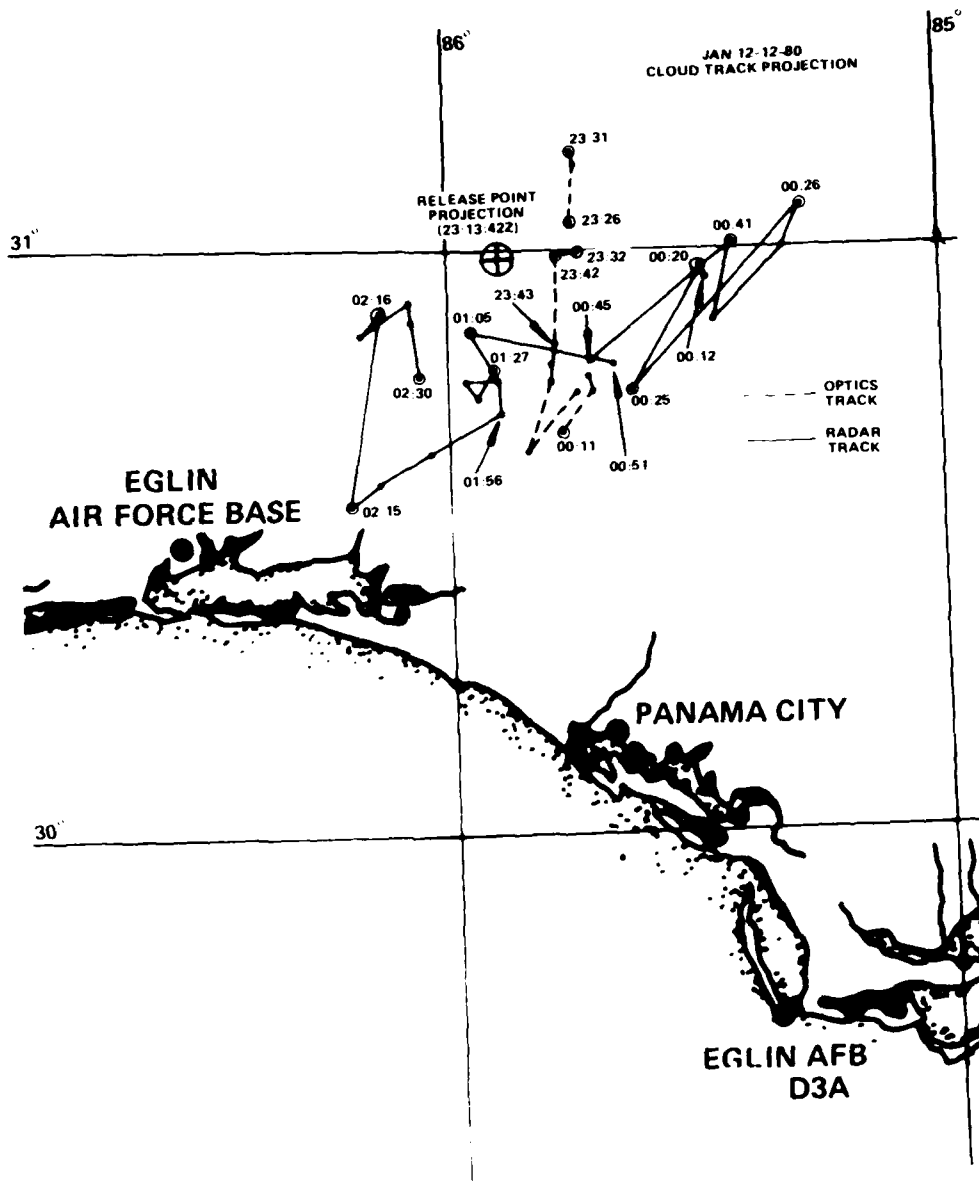 86°
85°
JAN 12-12-80
CLOUD TRACK PROJECTION
23 31
RELEASE POINT
PROJECTION
(23:13:42Z)
00.26
23 26
00.41
31°
23:32
00:20
23:42
23:43
00:45
02:16
01:05
00.12
01:27
02:30
00:25
OPTICS
TRACK
00:11
RADAR
TRACK
00:51
01:56
EGLIN
AIR FORCE BASE
02 15
PANAMA CITY
30°
EGLIN AFB
D3A